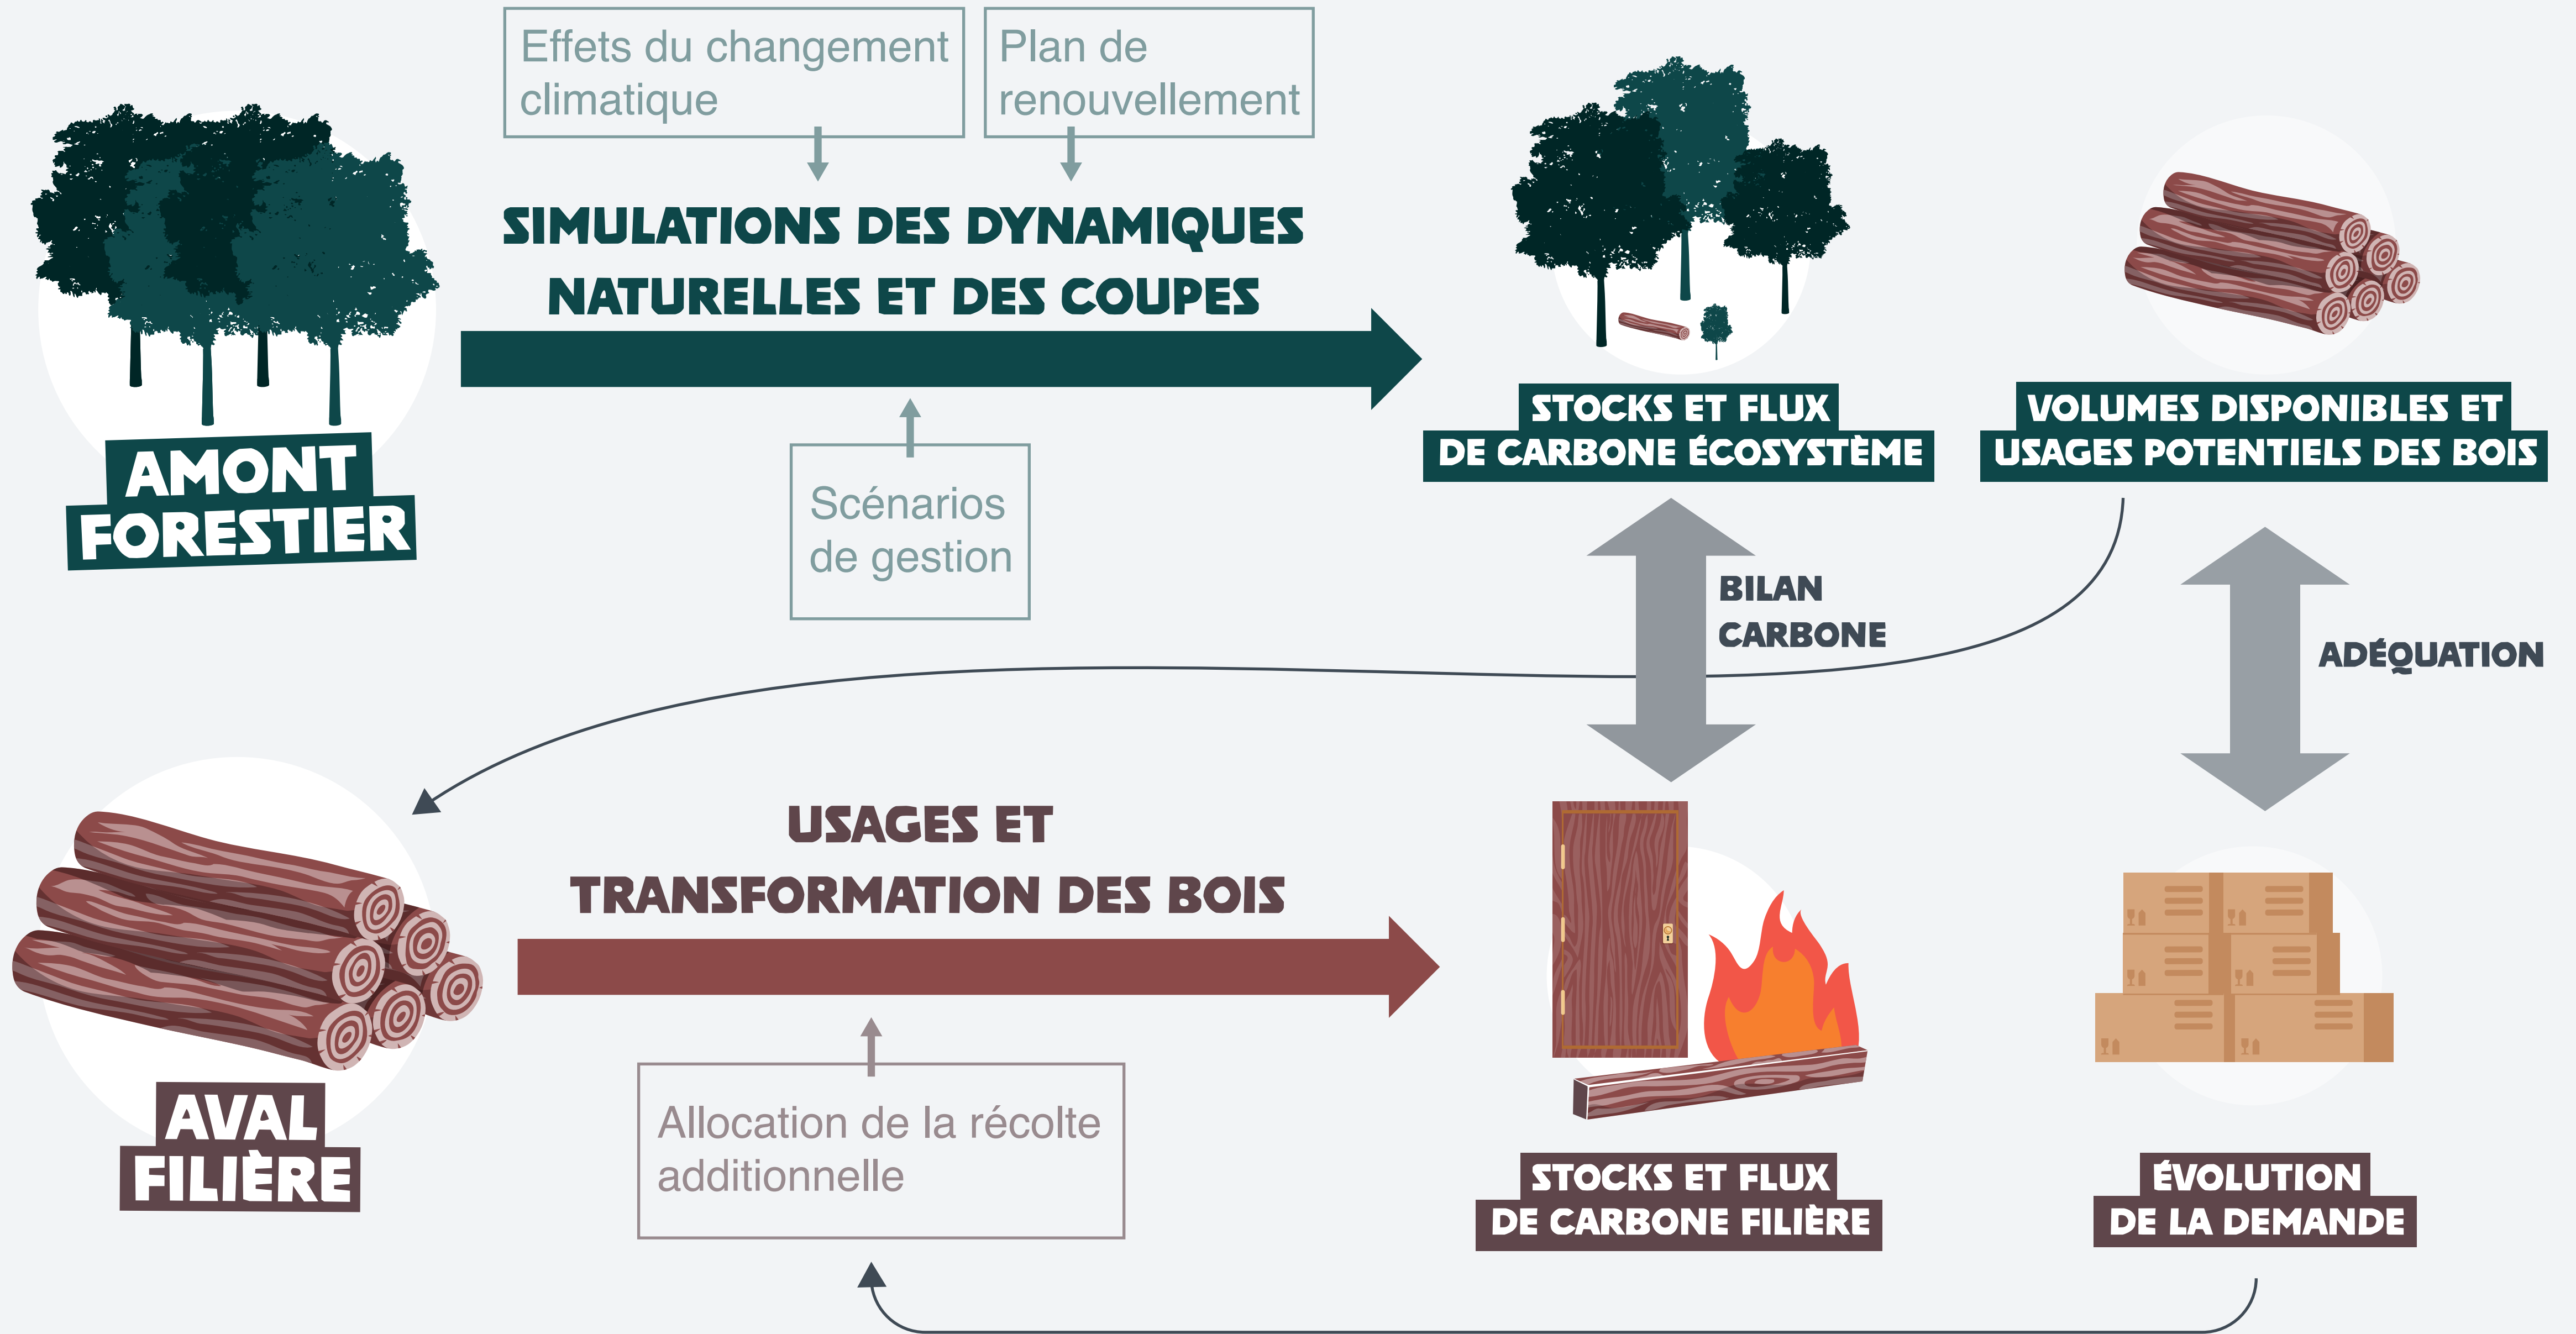 Effets du changement
climatique
Plan de
renouvellement
SIMULATIONS DES DYNAMIQUES
NATURELLES ET DES COUPES
AMONT
FORESTIER
Scénarios
de gestion
STOCKS ET FLUX
DE CARBONE ÉCOSYSTÈME
VOLUMES DISPONIBLES ET
USAGES POTENTIELS DES BOIS
BILAN
CARBONE
ADÉQUATION
USAGES ET
TRANSFORMATION DES BOIS
AVAL
FILIÈRE
Allocation de la récolte
additionnelle
STOCKS ET FLUX
DE CARBONE FILIÈRE
ÉVOLUTION
DE LA DEMANDE